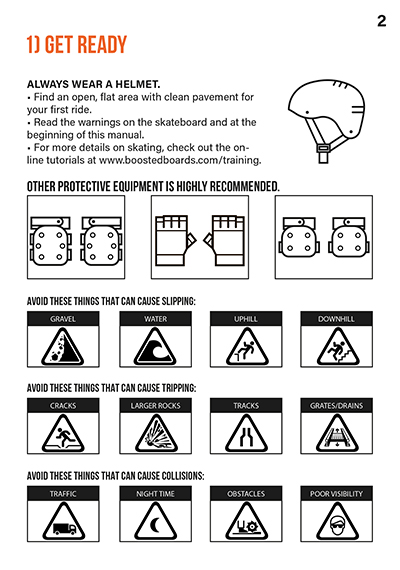 2
1) GET READY
ALWAYS WEAR A HELMET.
• Find an open, flat area with clean pavement for
your first ride.
• Read the warnings on the skateboard and at the
beginning of this manual.
• For more details on skating, check out the on-
line tutorials at www.boostedboards.com/training.
OTHER PROTECTIVE EQUIPMENT IS HIGHLY RECOMMENDED.
AVOID THESE THINGS THAT CAN CAUSE SLIPPING:
GRAVEL WATER UPHILL DOWNHILL
AVOID THESE THINGS THAT CAN CAUSE TRIPPING:
CRACKS LARGER ROCKS TRACKS GRATES/DRAINS
AVOID THESE THINGS THAT CAN CAUSE COLLISIONS:
TRAFFIC NIGHT TIME OBSTACLES POOR VISIBILITY